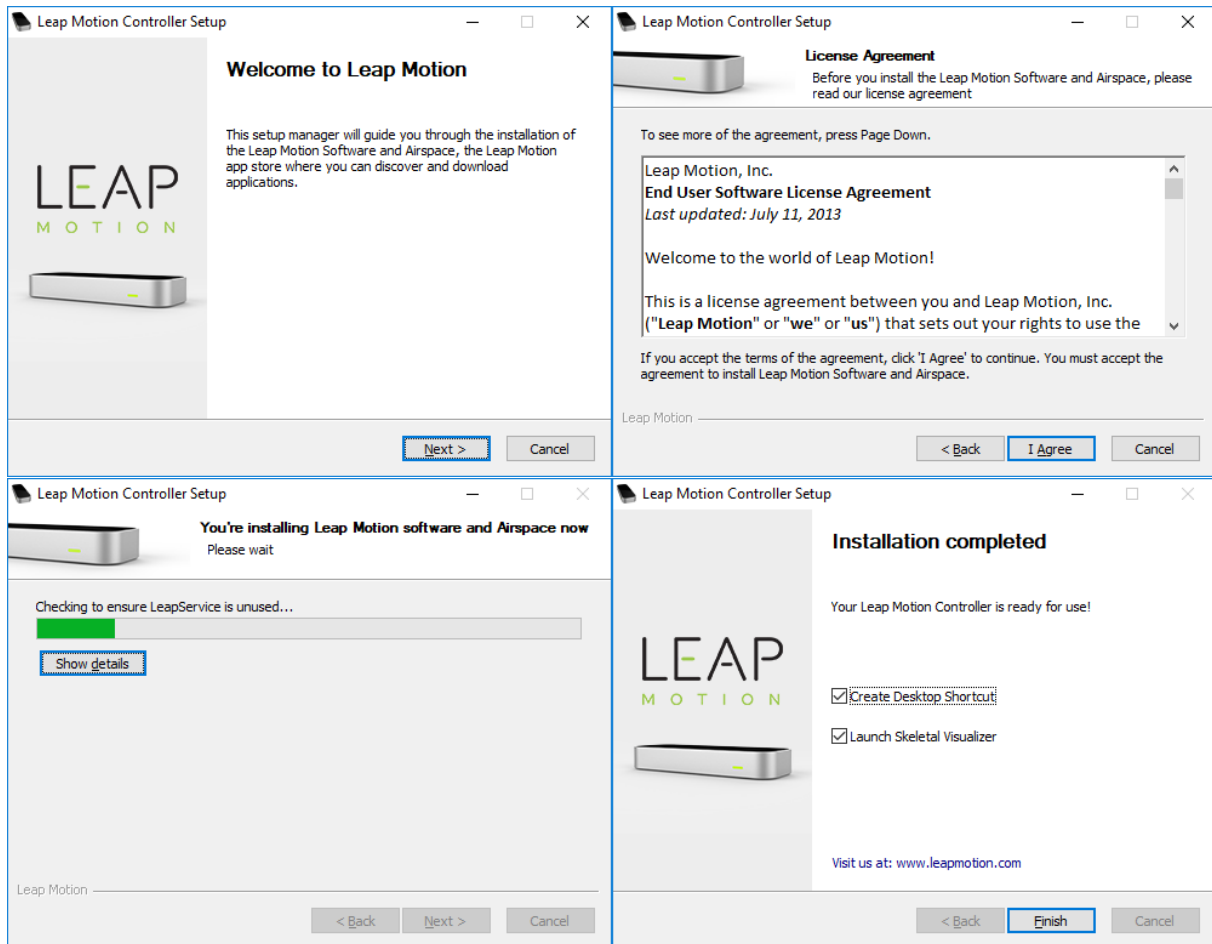 Leap Motion Controller Setup
Welcome to Leap Motion
This setup manager will guide you through the installation of
the Leap Motion Software and Airspace, the Leap Motion
app store where you can discover and download
applications.
LEAP
MOTION
Next >
Cancel
Leap Motion Controller Setup
License Agreement
Before you install the Leap Motion Software and Airspace, please
read our license agreement
To see more of the agreement, press Page Down.
Leap Motion, Inc.
End User Software License Agreement
Last updated: July 11, 2013
Welcome to the world of Leap Motion!
This is a license agreement between you and Leap Motion, Inc.
("Leap Motion" or "we" or "us") that sets out your rights to use the
If you accept the terms of the agreement, click 'I Agree' to continue. You must accept the
agreement to install Leap Motion Software and Airspace.
Leap Motion
< Back
I Agree
Cancel
Leap Motion Controller Setup
You're installing Leap Motion software and Airspace now
Please wait
Checking to ensure LeapService is unused...
Show details
Leap Motion
< Back
Next >
Cancel
Leap Motion Controller Setup
Installation completed
Your Leap Motion Controller is ready for use!
LEAP
MOTION
Create Desktop Shortcut
Launch Skeletal Visualizer
Visit us at: www.leapmotion.com
< Back
Finish
Cancel